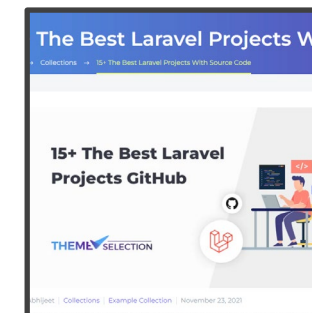 The Best Laravel Projects W
→ Collections → 15+ The Best Laravel Projects With Source Code
15+ The Best Laravel
Projects GitHub
</>
THEMESELECTION
abhijeet | Collections | Example Collection | November 23, 2021